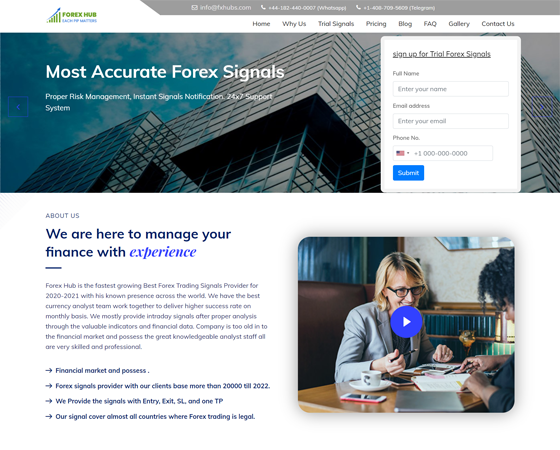 FOREX HUB
EACH PIP MATTERS
info@fxhubs.com
+44-182-440-0007 (Whatsapp)
+1-408-709-5809 (Telegram)
Home
Why Us
Trial Signals
Pricing
Blog
FAQ
Gallery
Contact Us
Most Accurate Forex Signals
Proper Risk Management, Instant Signals Notification, 24x7 Support
System
sign up for Trial Forex Signals
Full Name
Enter your name
Email address
Enter your email
Phone No.
+1 000-000-0000
Submit
ABOUT US
We are here to manage your
finance with experience
Forex Hub is the fastest growing Best Forex Trading Signals Provider for
2020-2021 with his known presence across the world. We have the best
currency analyst team work together to deliver higher success rate on
monthly basis. We mostly provide intraday signals after proper analysis
through the valuable indicators and financial data. Company is too old in to
the financial market and possess the great knowledgeable analyst staff all
are very skilled and professional.
Financial market and possess .
Forex signals provider with our clients base more than 20000 till 2022.
We Provide the signals with Entry, Exit, SL, and one TP
Our signal cover almost all countries where Forex trading is legal.